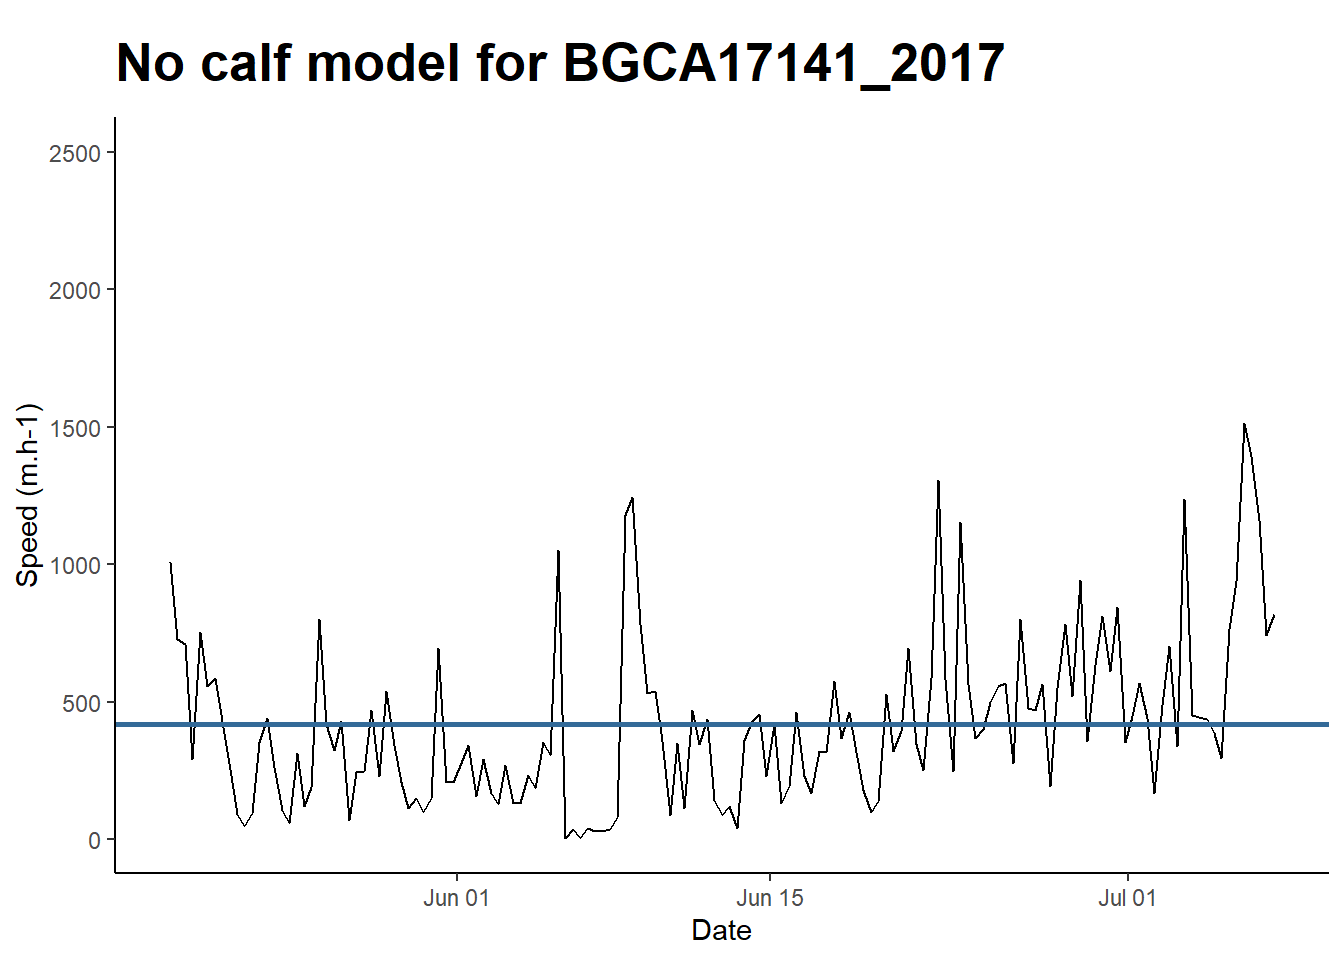 No calf model for BGCA17141_2017
2500
2000
1500
1000
500
0
Speed (m.h-1)
Jun 01
Jun 15
Jul 01
Date